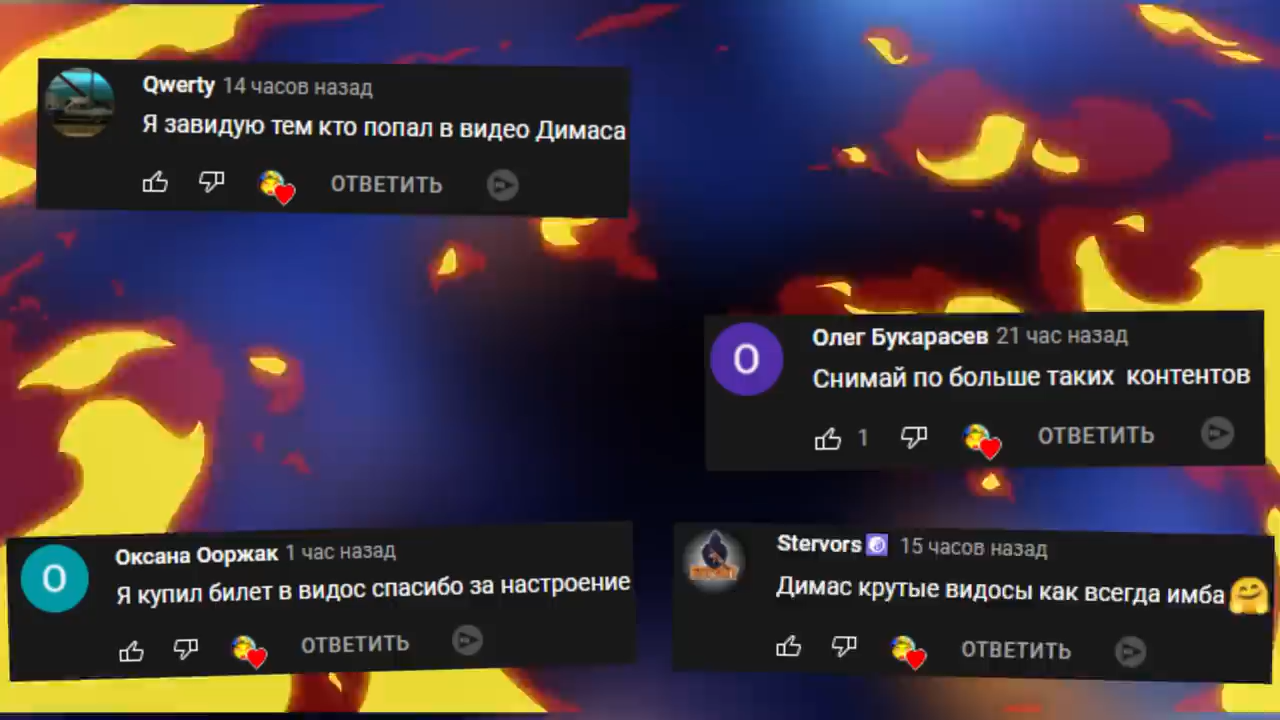 Qwerty 14 часов назад
Я завидую тем кто попал в видео Димаса
ОТВЕТИТЬ
О Олег Букарасев 21 час назад
Снимай по больше таких контентов
1 ОТВЕТИТЬ
О Оксана Ооржак 1 час назад
Я купил билет в видос спасибо за настроение
ОТВЕТИТЬ
Stervors 15 часов назад
Димас крутые видосы как всегда имба🤗
ОТВЕТИТЬ